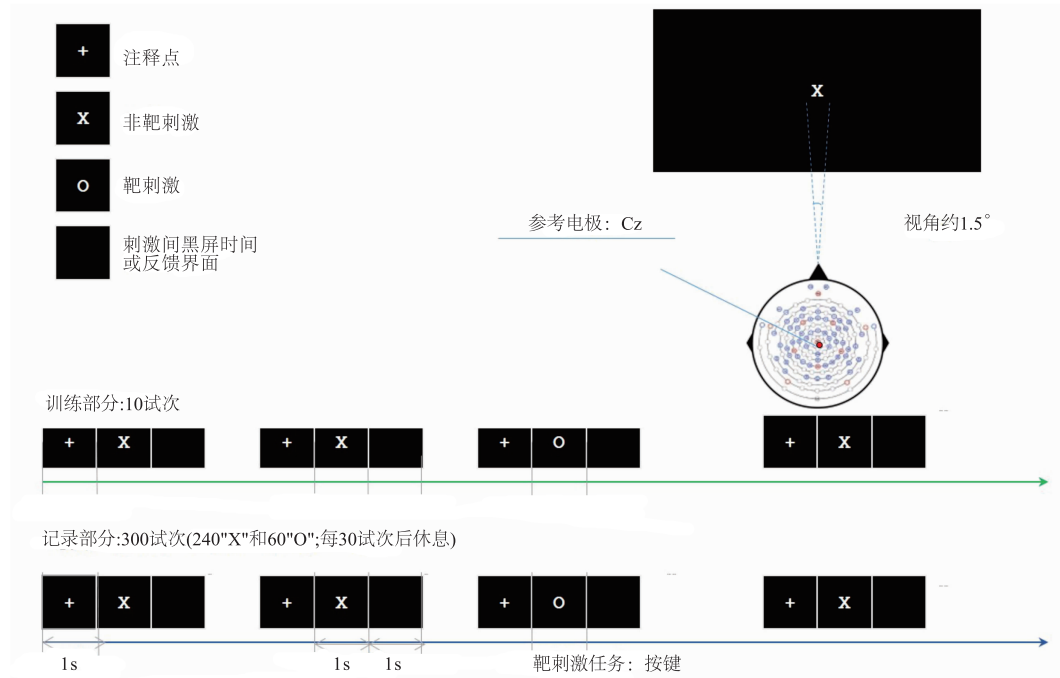 +
注释点
X
非靶刺激
O
靶刺激
刺激间黑屏时间
或反馈界面
X
参考电极：Cz
视角约1.5°
训练部分:10试次
+ X
+ X
+ O
+ X
记录部分:300试次(240"X"和60"O";每30试次后休息)
+ X
+ X
+ O
+ X
1s
1s
1s
靶刺激任务：按键